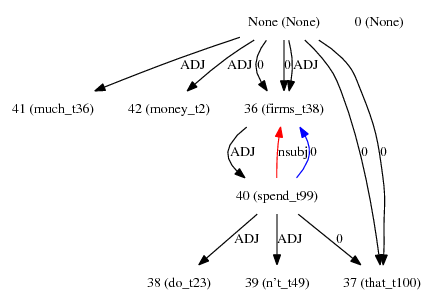 None (None) 0 (None)
ADJ ADJ 0 0 ADJ
41 (much_t36) 42 (money_t2) 36 (firms_t38)
ADJ nsubj 0 0 0
40 (spend_t99)
ADJ ADJ 0
38 (do_t23) 39 (n't_t49) 37 (that_t100)